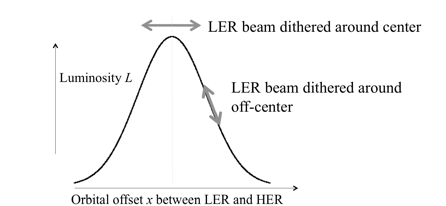 LER beam dithered around center
Luminosity L
LER beam dithered around
off-center
Orbital offset x between LER and HER